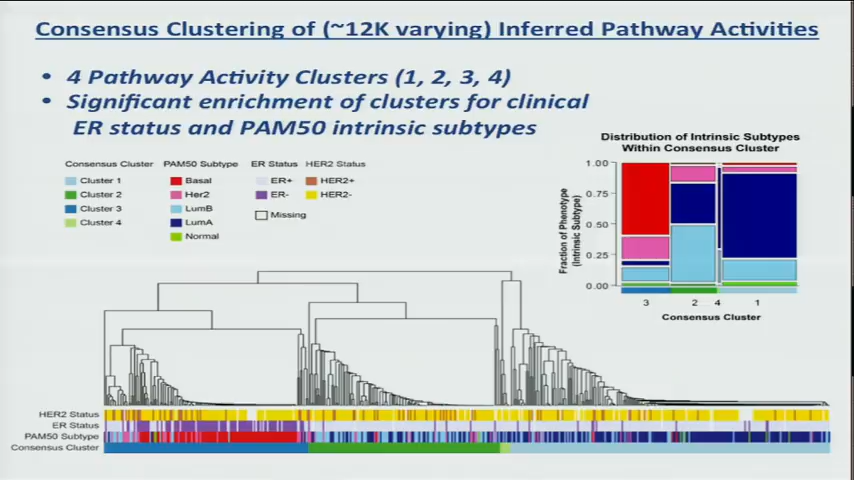 Consensus Clustering of (~12K varying) Inferred Pathway Activities
• 4 Pathway Activity Clusters (1, 2, 3, 4)
• Significant enrichment of clusters for clinical
ER status and PAM50 intrinsic subtypes
Consensus Cluster
Cluster 1
Cluster 2
Cluster 3
Cluster 4
PAM50 Subtype
Basal
Her2
LumB
LumA
Normal
ER Status
ER+
ER-
Missing
HER2 Status
HER2+
HER2-
Distribution of Intrinsic Subtypes
Within Consensus Cluster
Fraction of Phenotype
(Intrinsic Subtype)
1.00
0.75
0.50
0.25
0.00
3 2 4 1
Consensus Cluster
HER2 Status
ER Status
PAM50 Subtype
Consensus Cluster